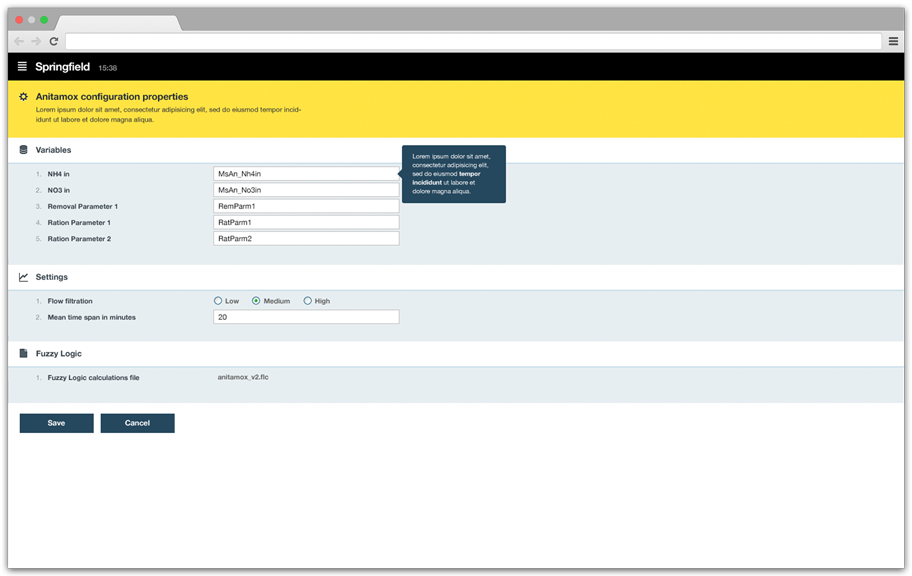 Springfield 15:38
Anitamox configuration properties
Lorem ipsum dolor sit amet, consectetur adipisicing elit, sed do eiusmod tempor incid-
idunt ut labore et dolore magna aliqua.
Variables
1. NH4 in MsAn_Nh4in
2. NO3 in MsAn_No3in
3. Removal Parameter 1 RemParm1
4. Ration Parameter 1 RatParm1
5. Ration Parameter 2 RatParm2
Lorem ipsum dolor sit amet,
consectetur adipisicing elit,
sed do eiusmod tempor
incididunt ut labore et
dolore magna aliqua.
Settings
1. Flow filtration Low Medium High
2. Mean time span in minutes 20
Fuzzy Logic
1. Fuzzy Logic calculations file anitamox_v2.flc
Save Cancel